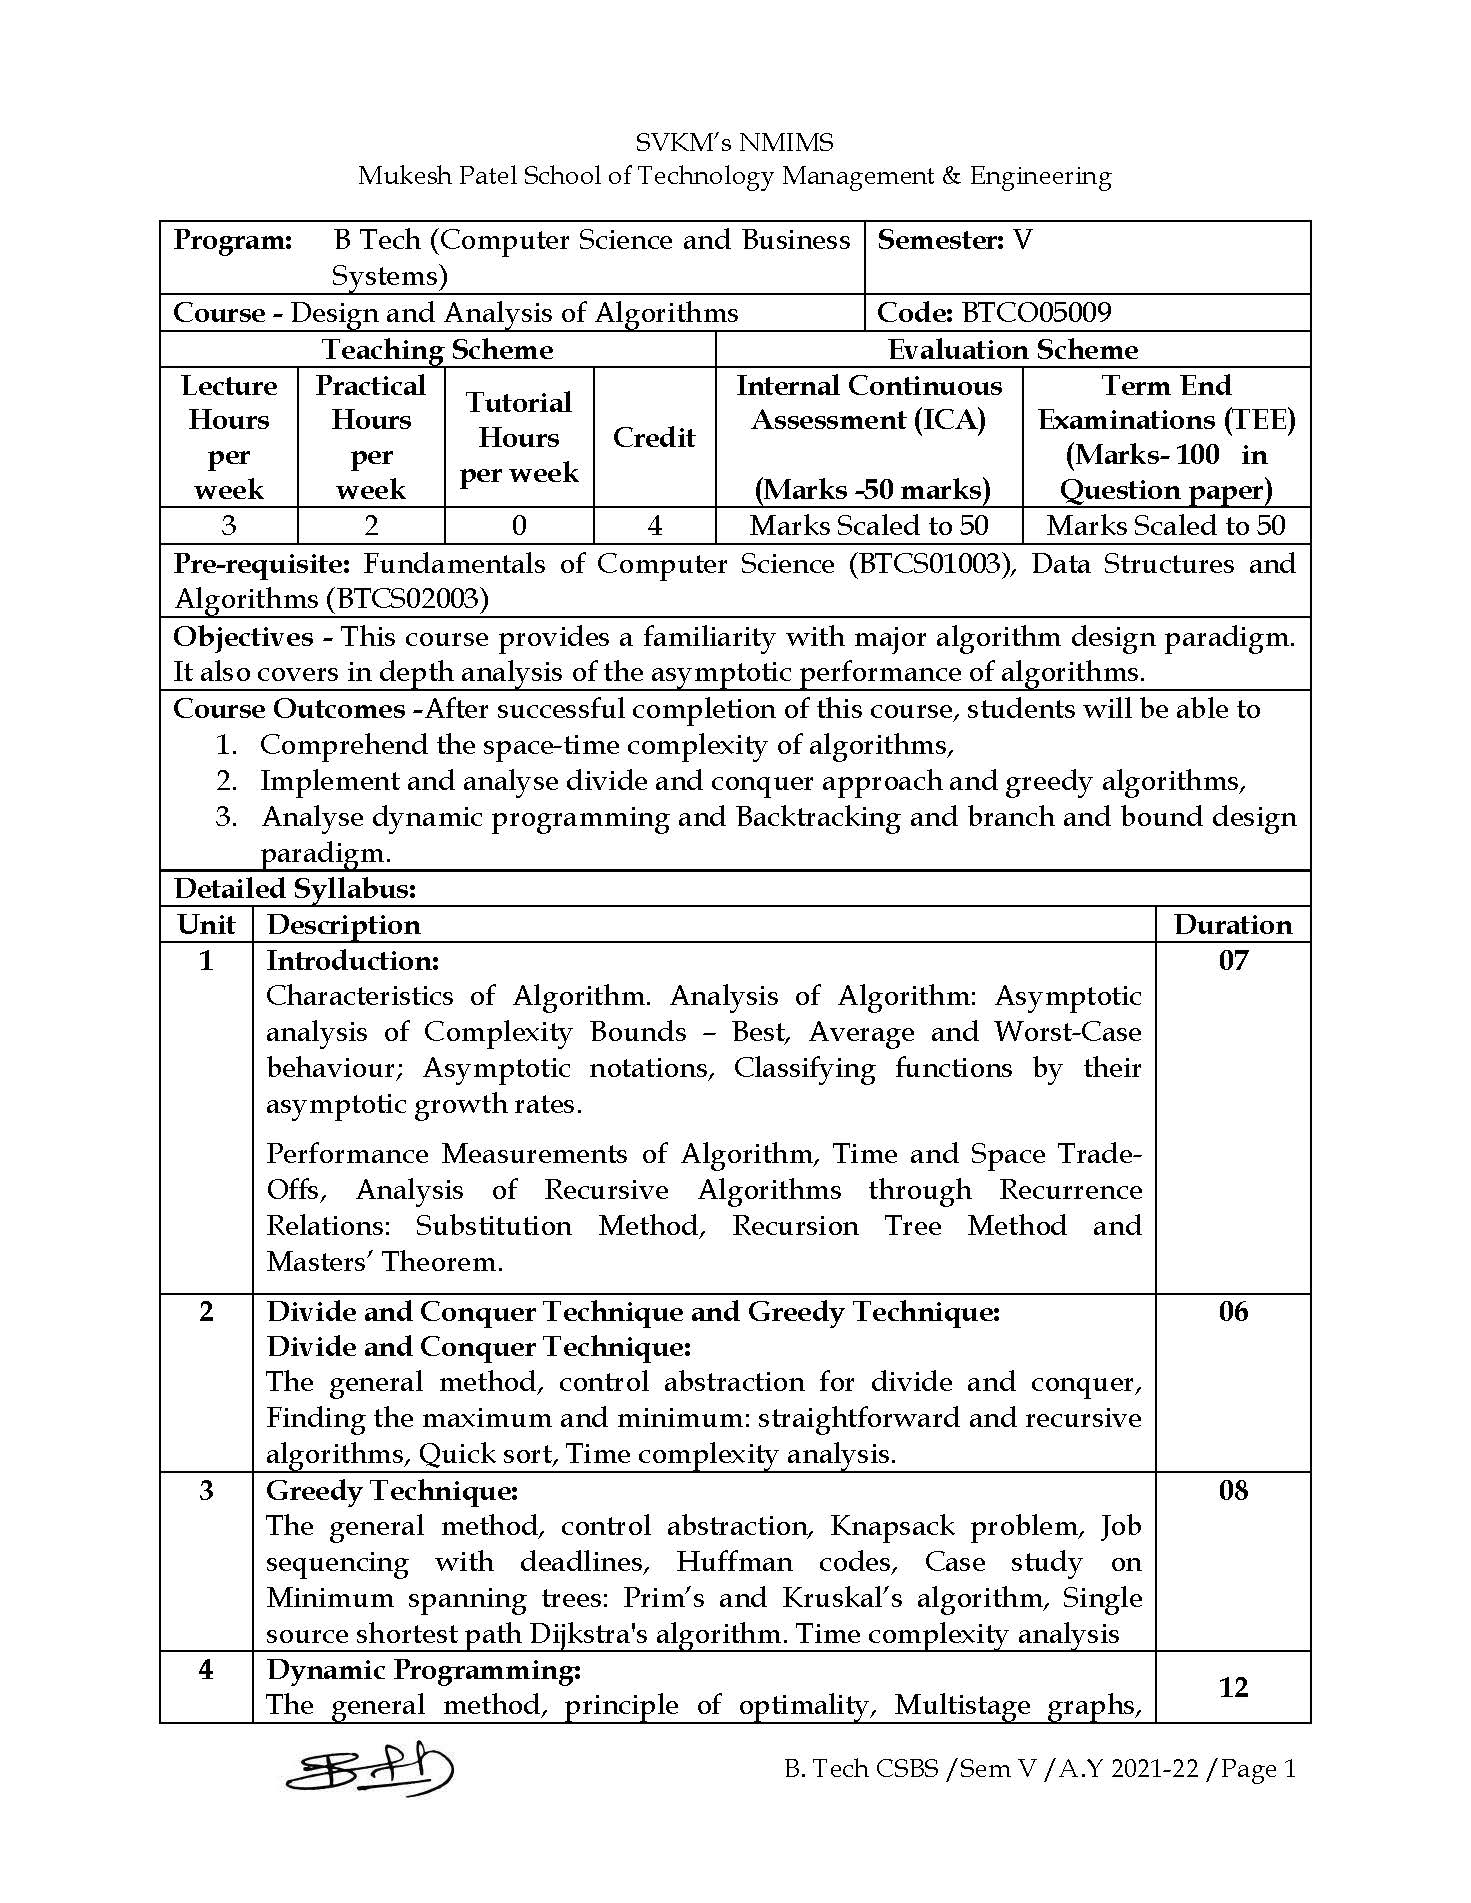 SVKM's NMIMS
Mukesh Patel School of Technology Management & Engineering
Program: B Tech (Computer Science and Business
Systems)
Semester: V
Course - Design and Analysis of Algorithms
Code: BTCO05009
Teaching Scheme
Evaluation Scheme
Lecture
Hours
per
week
Practical
Hours
per
week
Tutorial
Hours
per week
Credit
Internal Continuous
Assessment (ICA)
(Marks -50 marks)
Term End
Examinations (TEE)
(Marks- 100 in
Question paper)
3
2
0
4
Marks Scaled to 50
Marks Scaled to 50
Pre-requisite: Fundamentals of Computer Science (BTCS01003), Data Structures and
Algorithms (BTCS02003)
Objectives - This course provides a familiarity with major algorithm design paradigm.
It also covers in depth analysis of the asymptotic performance of algorithms.
Course Outcomes -After successful completion of this course, students will be able to
1. Comprehend the space-time complexity of algorithms,
2. Implement and analyse divide and conquer approach and greedy algorithms,
3. Analyse dynamic programming and Backtracking and branch and bound design
paradigm.
Detailed Syllabus:
Unit
Description
Duration
1
Introduction:
07
Characteristics of Algorithm. Analysis of Algorithm: Asymptotic
analysis of Complexity Bounds – Best, Average and Worst-Case
behaviour; Asymptotic notations, Classifying functions by their
asymptotic growth rates.
Performance Measurements of Algorithm, Time and Space Trade-
Offs, Analysis of Recursive Algorithms through Recurrence
Relations: Substitution Method, Recursion Tree Method and
Masters' Theorem.
2
Divide and Conquer Technique and Greedy Technique:
06
Divide and Conquer Technique:
The general method, control abstraction for divide and conquer,
Finding the maximum and minimum: straightforward and recursive
algorithms, Quick sort, Time complexity analysis.
3
Greedy Technique:
08
The general method, control abstraction, Knapsack problem, Job
sequencing with deadlines, Huffman codes, Case study on
Minimum spanning trees: Prim's and Kruskal's algorithm, Single
source shortest path Dijkstra's algorithm. Time complexity analysis
4
Dynamic Programming:
12
The general method, principle of optimality, Multistage graphs,
B. Tech CSBS /Sem V /A.Y 2021-22 /Page 1